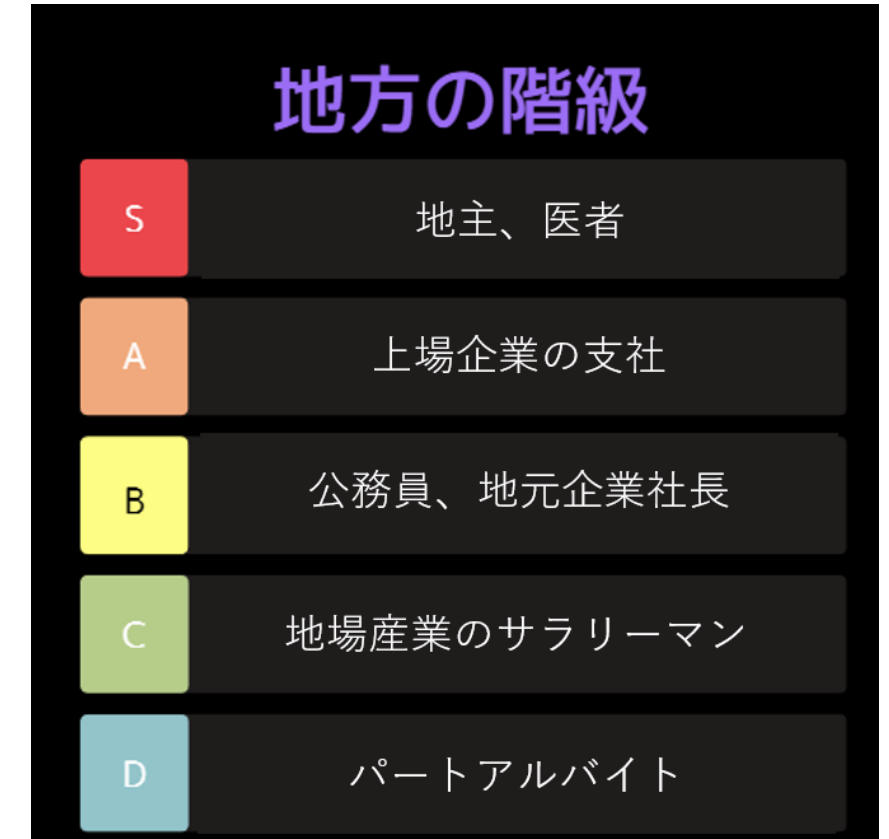 地方の階級
S
地主、医者
A
上場企業の支社
B
公務員、地元企業社長
C
地場産業のサラリーマン
D
パートアルバイト